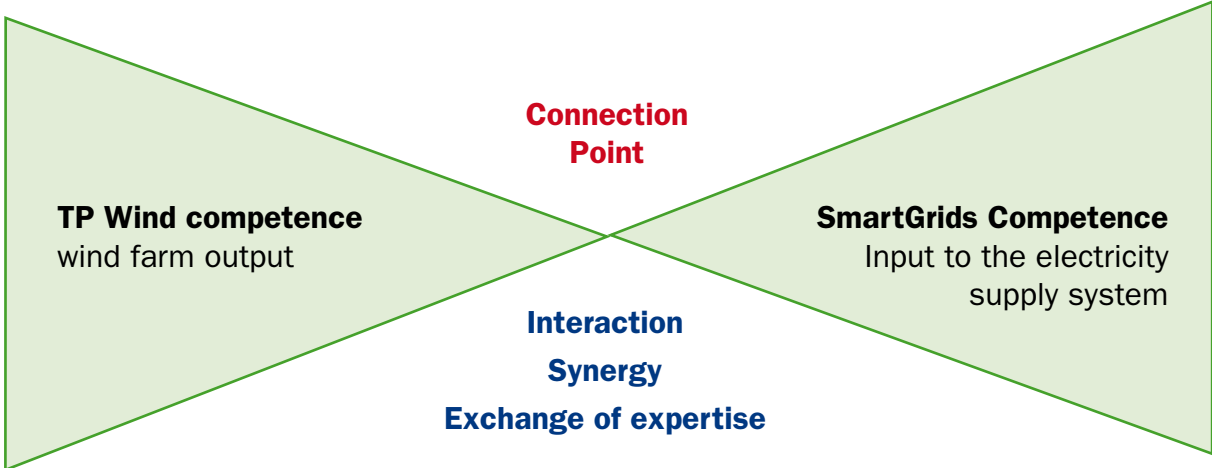 Connection
Point
TP Wind competence
wind farm output
SmartGrids Competence
Input to the electricity
supply system
Interaction
Synergy
Exchange of expertise